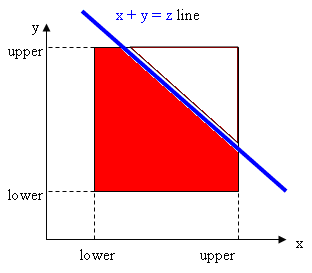 x + y = z line
y
upper
lower
x
lower upper